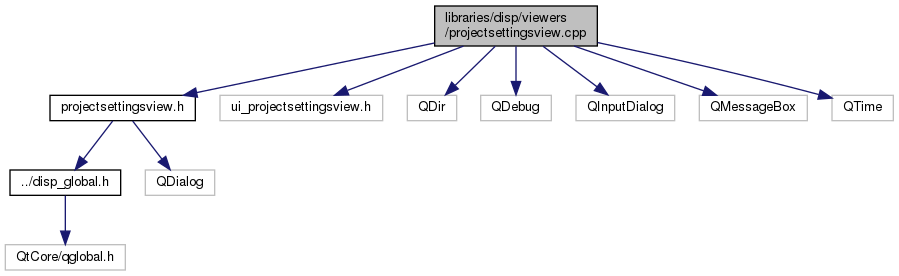 libraries/disp/viewers
/projectsettingsview.cpp
projectsettingsview.h
ui_projectsettingsview.h
QDir
QDebug
QInputDialog
QMessageBox
QTime
../disp_global.h
QDialog
QtCore/qglobal.h